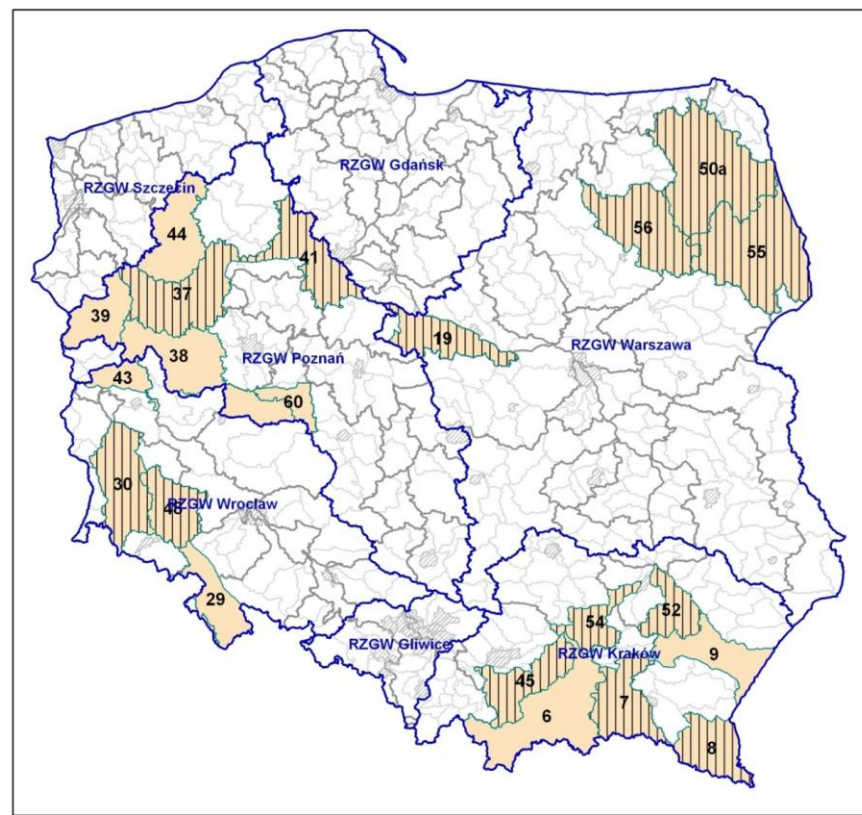 RZGW Gdańsk
50a
RZGW Szczecin
44
56
41
55
37
39
19
RZGW Warszawa
38
RZGW Poznań
43
60
30
48
RZGW Wrocław
29
52
54
RZGW Gliwice
RZGW Kraków
9
45
6
7
8